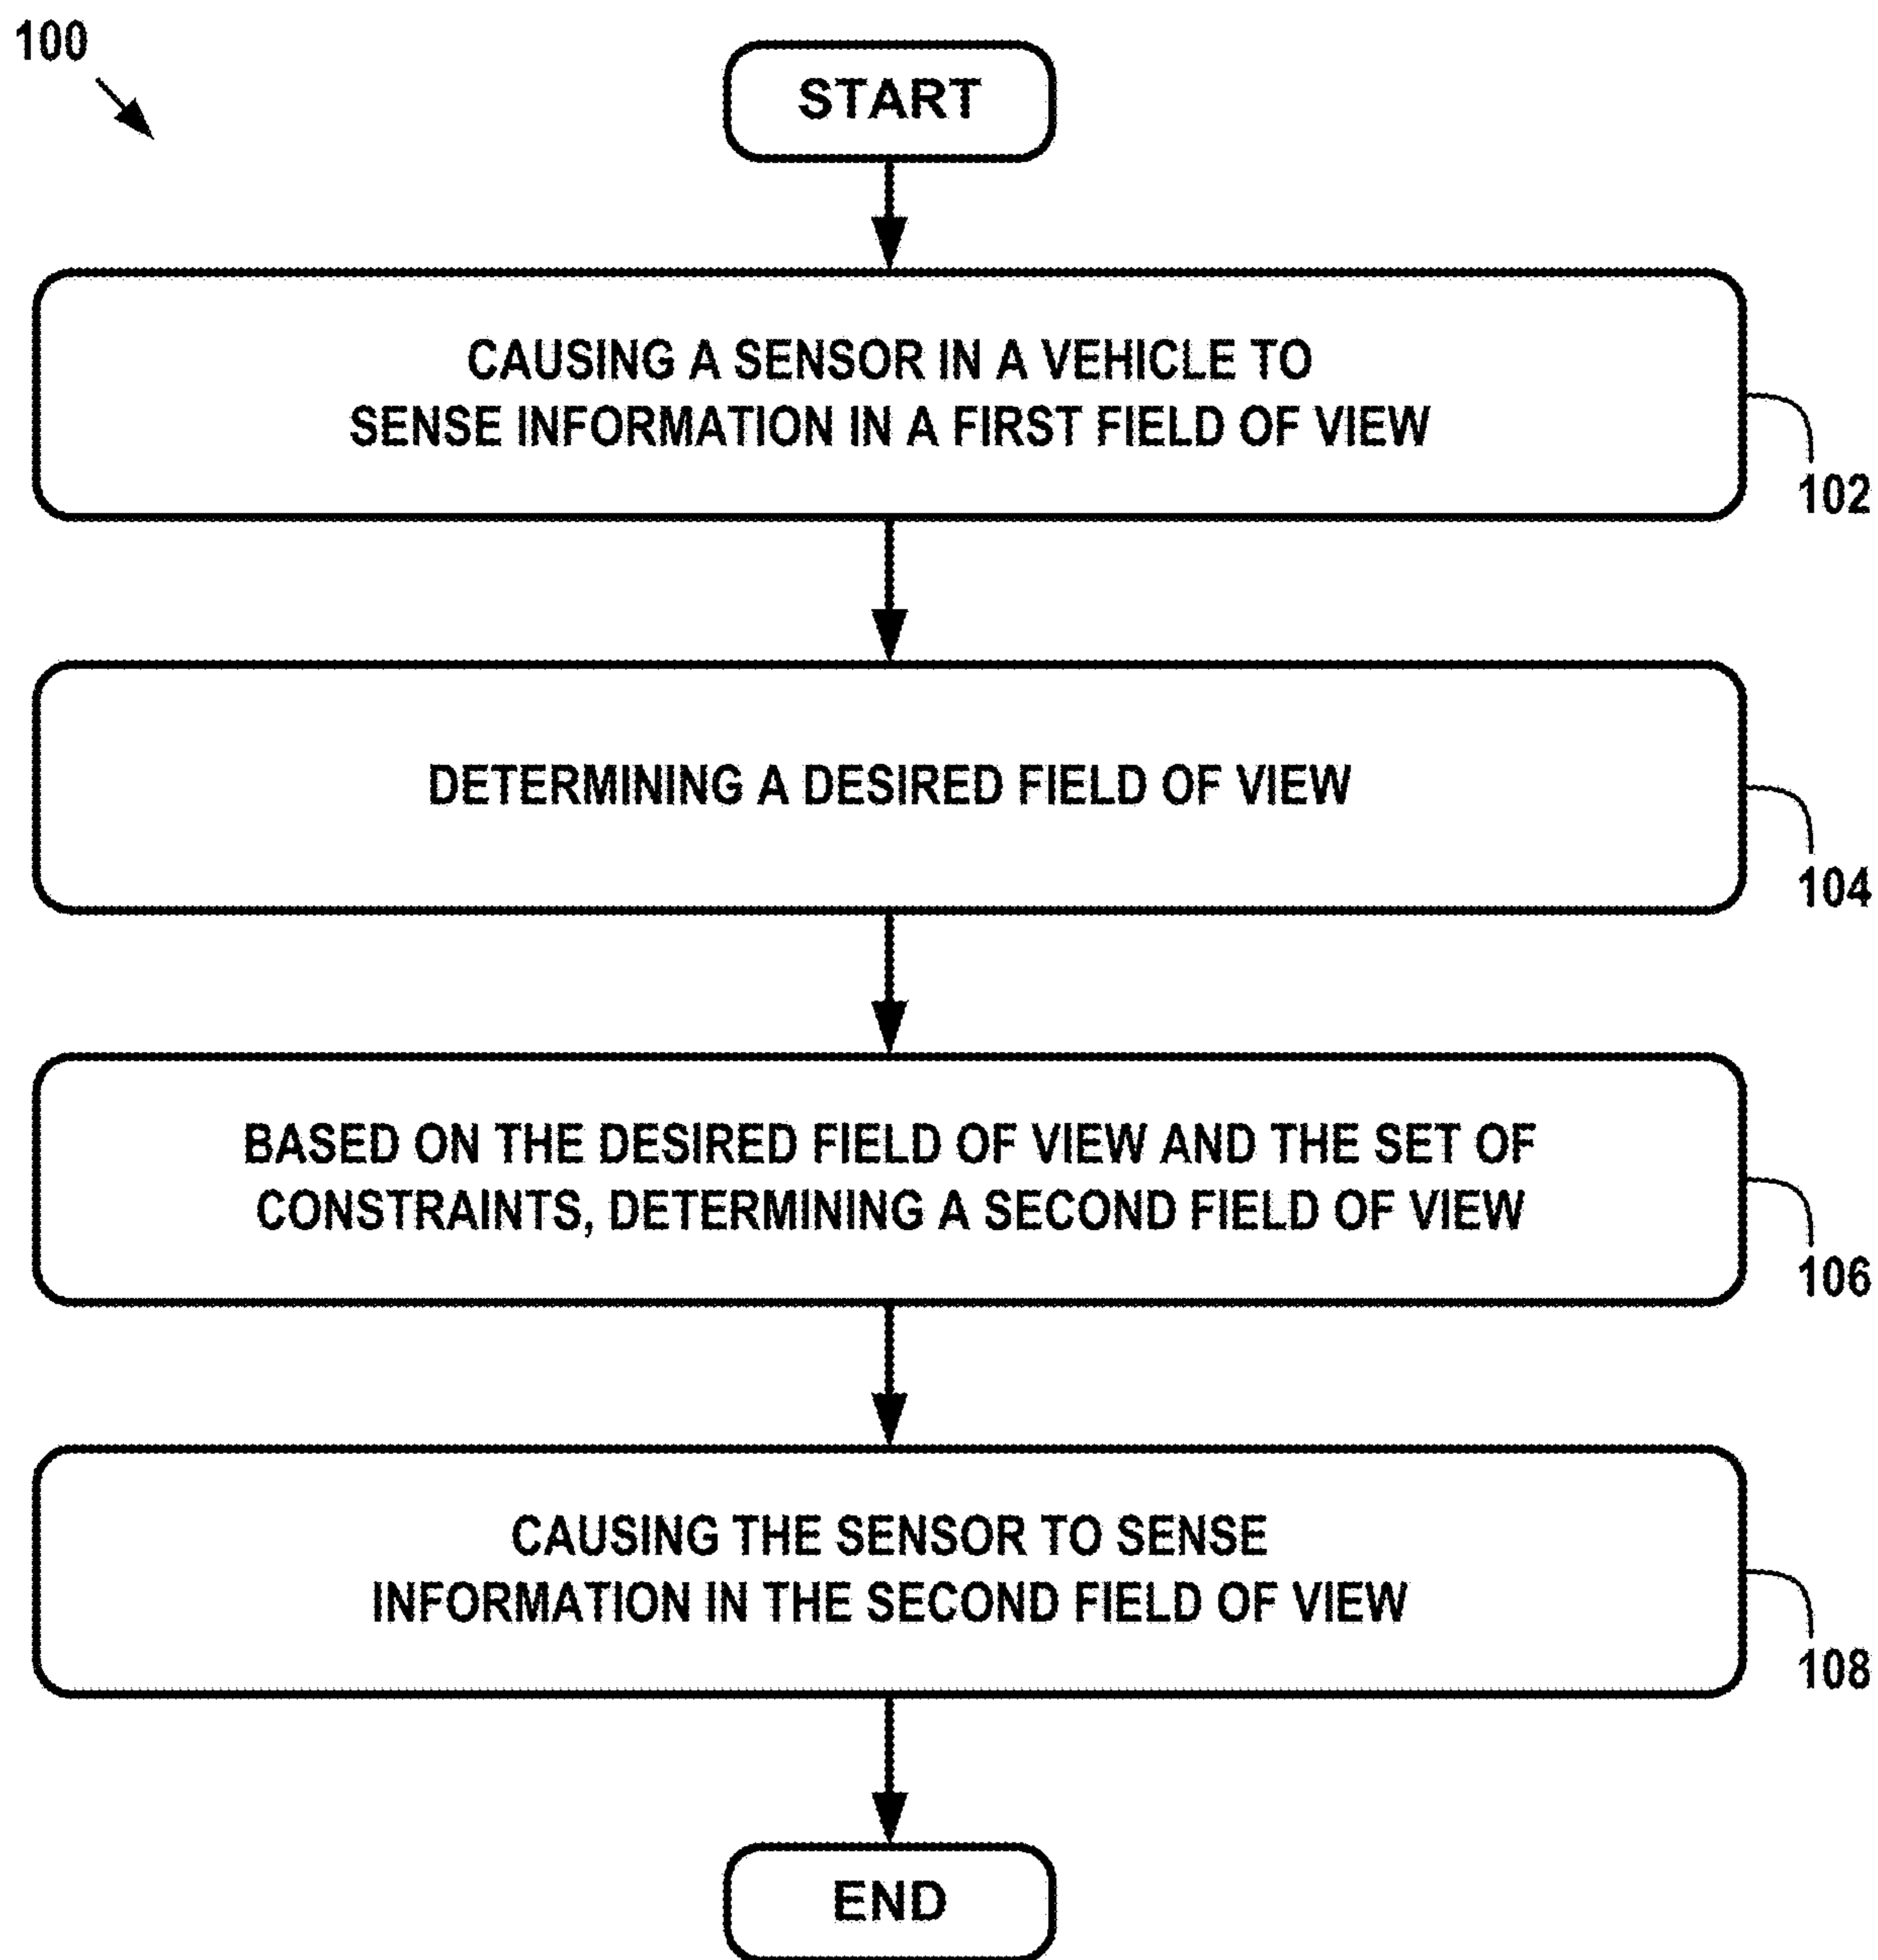 100
START
CAUSING A SENSOR IN A VEHICLE TO
SENSE INFORMATION IN A FIRST FIELD OF VIEW
102
DETERMINING A DESIRED FIELD OF VIEW
104
BASED ON THE DESIRED FIELD OF VIEW AND THE SET OF
CONSTRAINTS, DETERMINING A SECOND FIELD OF VIEW
106
CAUSING THE SENSOR TO SENSE
INFORMATION IN THE SECOND FIELD OF VIEW
108
END